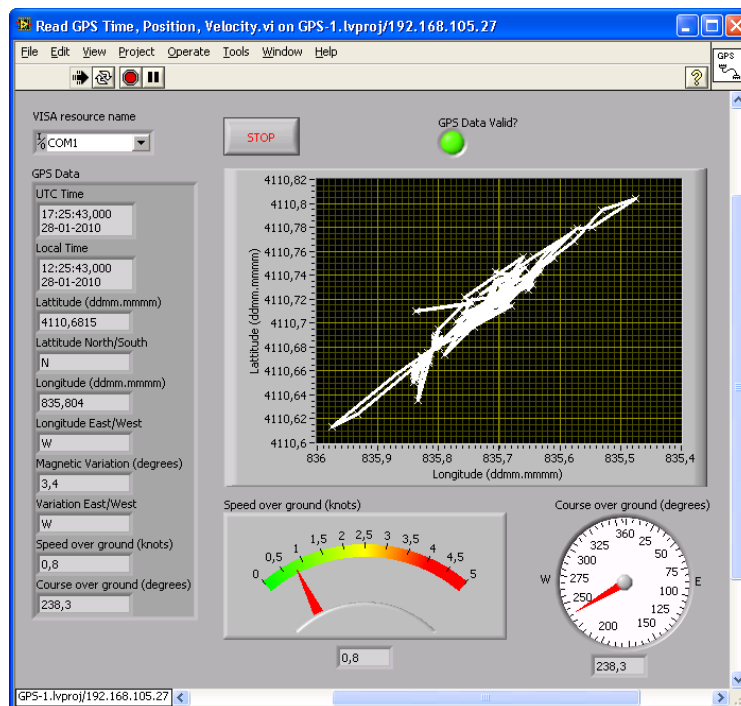 Read GPS Time, Position, Velocity.vi on GPS-1.lvproj/192.168.105.27
File Edit View Project Operate Tools Window Help
GPS
?
VISA resource name
I/O COM1
STOP
GPS Data Valid?
GPS Data
UTC Time
17:25:43,000
28-01-2010
Local Time
12:25:43,000
28-01-2010
Lattitude (ddmm.mmmm)
4110,6815
Lattitude North/South
N
Longitude (ddmm.mmmm)
835,804
Longitude East/West
W
Magnetic Variation (degrees)
3,4
Variation East/West
W
Speed over ground (knots)
0,8
Course over ground (degrees)
238,3
Lattitude (ddmm.mmmm)
4110,82
4110,8
4110,78
4110,76
4110,74
4110,72
4110,7
4110,68
4110,66
4110,64
4110,62
4110,6
836 835,9 835,8 835,7 835,6 835,5 835,4
Longitude (ddmm.mmmm)
Speed over ground (knots)
0 0,5 1 1,5 2 2,5 3 3,5 4 4,5 5
0,8
Course over ground (degrees)
360 25 50 75 100 125 150 200 250 275 300 325
W E
238,3
GPS-1.lvproj/192.168.105.27